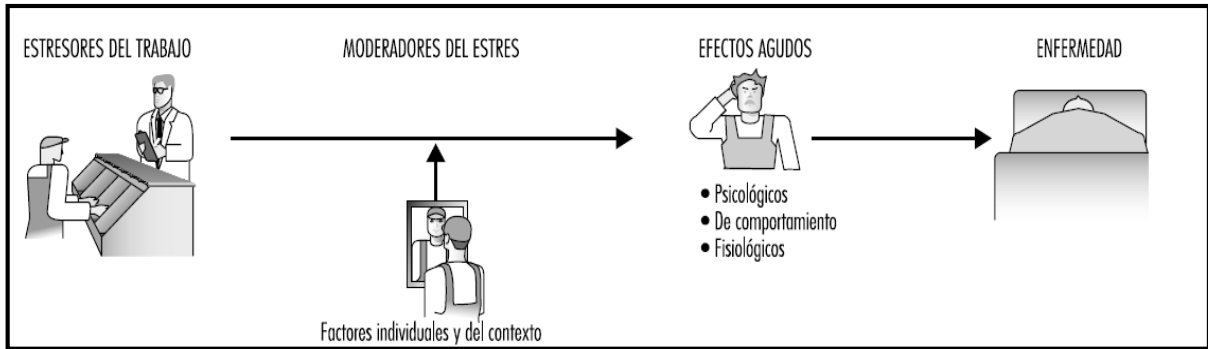 ESTRESORES DEL TRABAJO
MODERADORES DEL ESTRES
EFECTOS AGUDOS
ENFERMEDAD
• Psicológicos
• De comportamiento
• Fisiológicos
Factores individuales y del contexto